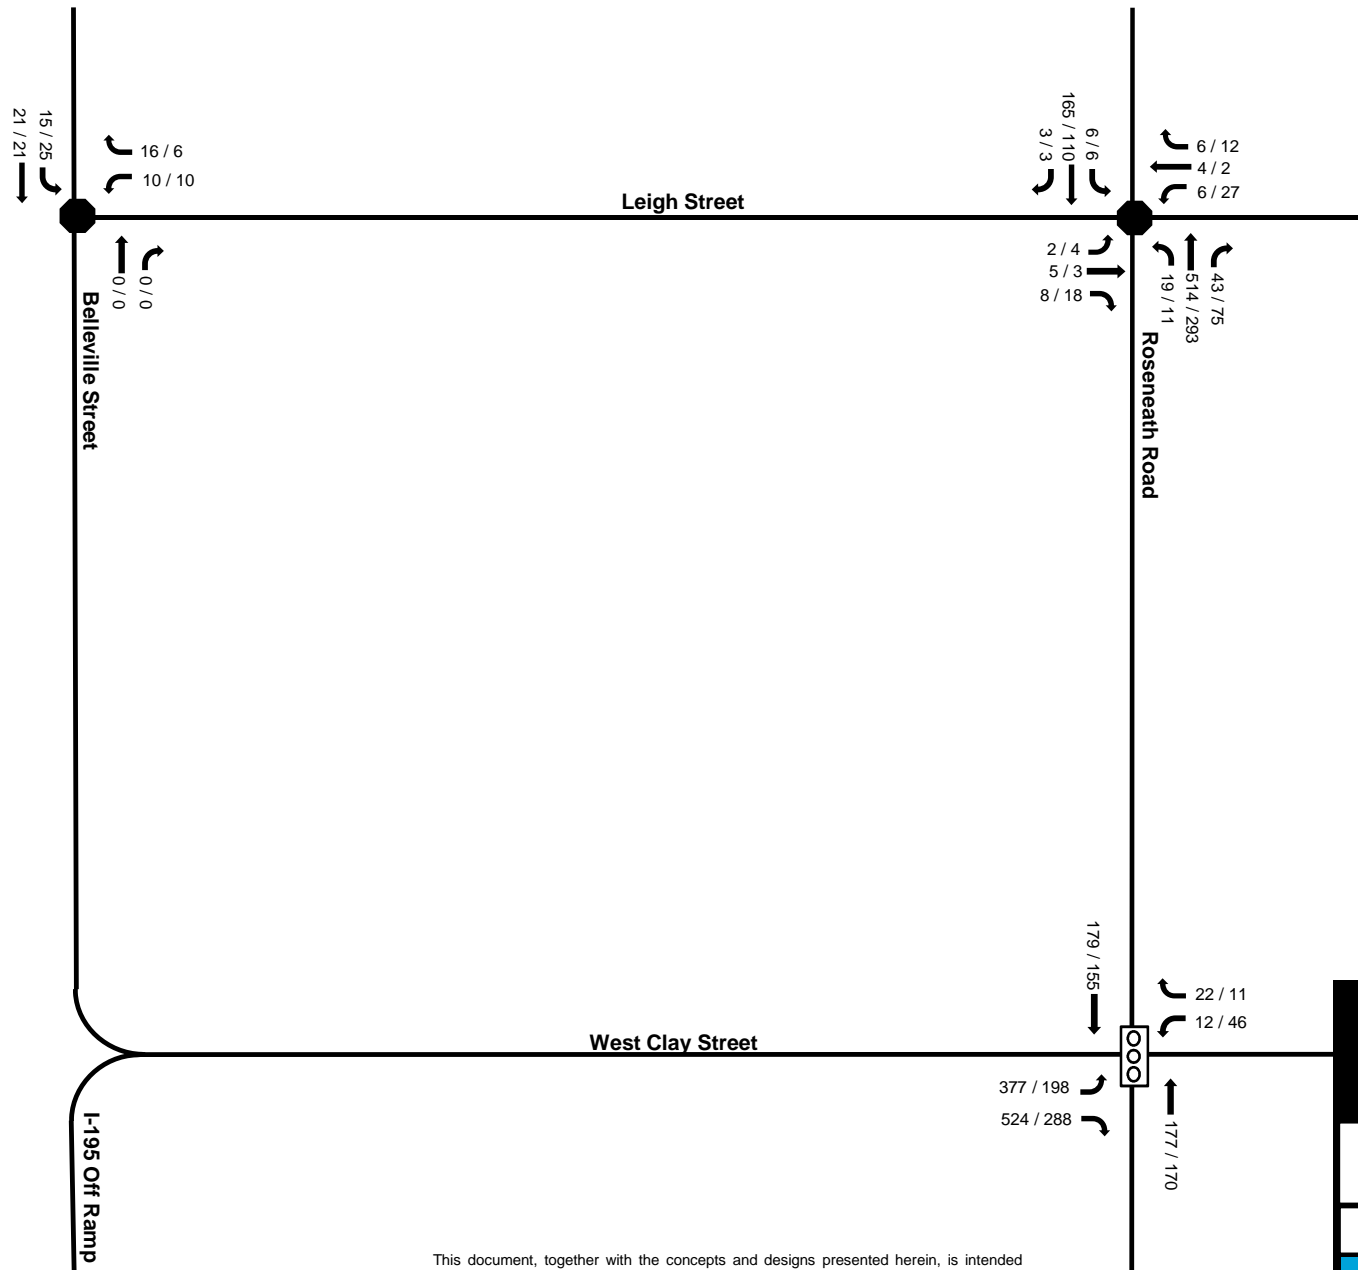 21 / 21
15 / 25
16 / 6
10 / 10
0 / 0
0 / 0
Belleville Street
Leigh Street
3 / 3
165 / 110
6 / 6
6 / 12
4 / 2
6 / 27
2 / 4
5 / 3
8 / 18
19 / 11
514 / 293
43 / 75
Roseneath Road
179 / 155
22 / 11
12 / 46
West Clay Street
377 / 198
524 / 288
177 / 170
I-195 Off Ramp
This document, together with the concepts and designs presented herein, is intended